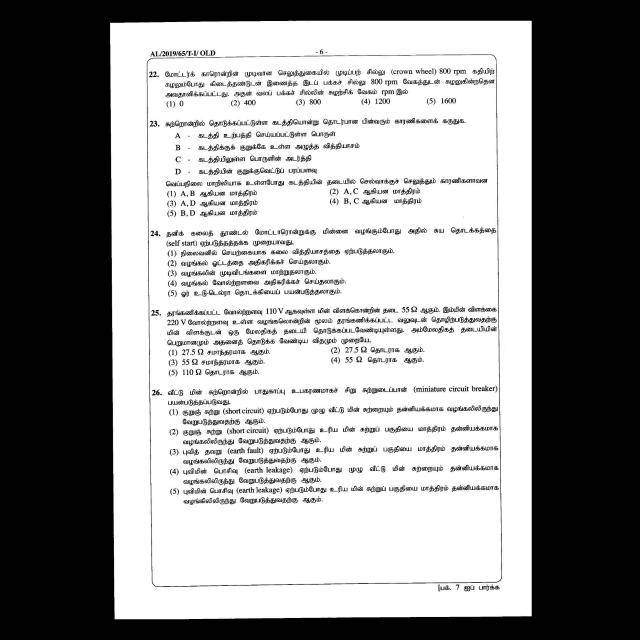 AL/2019/65/T-I/ OLD
- 6 -
22. மோட்டர்க் காரொன்றின் முடிவான செலுத்துகையில் முடிப்பற் சில்லு (crown wheel) 800 rpm கதியிற்
சுழலும்போது கிடைத்தண்டுடன் இணைந்த இடப் பக்கச் சில்லு 800 rpm வேகத்துடன் சுழலுகின்றதென
அவதானிக்கப்பட்டது. அதன் வலப் பக்கச் சில்லின் சுழற்சிக் வேகம் rpm இல்
(1) 0 (2) 400 (3) 800 (4) 1200 (5) 1600
23. சுற்றொன்றில் தொடுக்கப்பட்டுள்ள கடத்தியொன்று தொடர்பான பின்வரும் காரணிகளைக் கருதுக.
A - கடத்தி உற்பத்தி செய்யப்பட்டுள்ள பொருள்
B - கடத்திக்குக் குறுக்கே உள்ள அழுத்த வித்தியாசம்
C - கடத்தியிலுள்ள பொருளின் அடர்த்தி
D - கடத்தியின் குறுக்குவெட்டுப் பரப்பளவு
வெப்பநிலை மாறிலியாக உள்ளபோது கடத்தியின் தடையில் செல்வாக்குச் செலுத்தும் காரணிகளாவன
(1) A, B ஆகியன மாத்திரம் (2) A, C ஆகியன மாத்திரம்
(3) A, D ஆகியன மாத்திரம் (4) B, C ஆகியன மாத்திரம்
(5) B, D ஆகியன மாத்திரம்
24. தனிக் கலைத் தூண்டல் மோட்டாரொன்றுக்கு மின்னை வழங்கும்போது அதில் சுய தொடக்கத்தை
(self start) ஏற்படுத்தத்தக்க முறையாவது,
(1) நிலைவனில் செயற்கையாக கலை வித்தியாசத்தை ஏற்படுத்தலாகும்.
(2) வழங்கல் ஓட்டத்தை அதிகரிக்கச் செய்தலாகும்.
(3) வழங்கலின் முடிவிடங்களை மாற்றுதலாகும்.
(4) வழங்கல் வோல்ற்றளவை அதிகரிக்கச் செய்தலாகும்.
(5) ஓர் உடு-டெல்ரா தொடக்கியைப் பயன்படுத்தலாகும்.
25. தரங்கணிக்கப்பட்ட வோல்ற்றளவு 110 V ஆகவுள்ள மின் விளக்கொன்றின் தடை 55 Ω ஆகும். இம்மின் விளக்கை
220 V வோல்ற்றளவு உள்ள வழங்கலொன்றின் மூலம் தரங்கணிக்கப்பட்ட வலுவுடன் தொழிற்படுத்துவதற்கு
மின் விளக்குடன் ஒரு மேலதிகத் தடையி தொடுக்கப்படவேண்டியுள்ளது. அம்மேலதிகத் தடையியின்
பெறுமானமும் அதனைத் தொடுக்க வேண்டிய விதமும் முறையே,
(1) 27.5 Ω சமாந்தரமாக ஆகும். (2) 27.5 Ω தொடராக ஆகும்.
(3) 55 Ω சமாந்தரமாக ஆகும். (4) 55 Ω தொடராக ஆகும்.
(5) 110 Ω தொடராக ஆகும்.
26. வீட்டு மின் சுற்றொன்றில் பாதுகாப்பு உபகரணமாகச் சிறு சுற்றுடைப்பான் (miniature circuit breaker)
பயன்படுத்தப்படுவது,
(1) குறுஞ் சுற்று (short circuit) ஏற்படும்போது முழு வீட்டு மின் சுற்றையும் தன்னியக்கமாக வழங்கலிலிருந்து
வேறுபடுத்துவதற்கு ஆகும்.
(2) குறுஞ் சுற்று (short circuit) ஏற்படும்போது உரிய மின் சுற்றுப் பகுதியை மாத்திரம் தன்னியக்கமாக
வழங்கலிலிருந்து வேறுபடுத்துவதற்கு ஆகும்.
(3) புவித் தவறு (earth fault) ஏற்படும்போது உரிய மின் சுற்றுப் பகுதியை மாத்திரம் தன்னியக்கமாக
வழங்கலிலிருந்து வேறுபடுத்துவதற்கு ஆகும்.
(4) புவிமின் பொசிவு (earth leakage) ஏற்படும்போது முழு வீட்டு மின் சுற்றையும் தன்னியக்கமாக
வழங்கலிலிருந்து வேறுபடுத்துவதற்கு ஆகும்.
(5) புவிமின் பொசிவு (earth leakage) ஏற்படும்போது உரிய மின் சுற்றுப் பகுதியை மாத்திரம் தன்னியக்கமாக
வழங்கலிலிருந்து வேறுபடுத்துவதற்கு ஆகும்.
[பக். 7 ஐப் பார்க்க